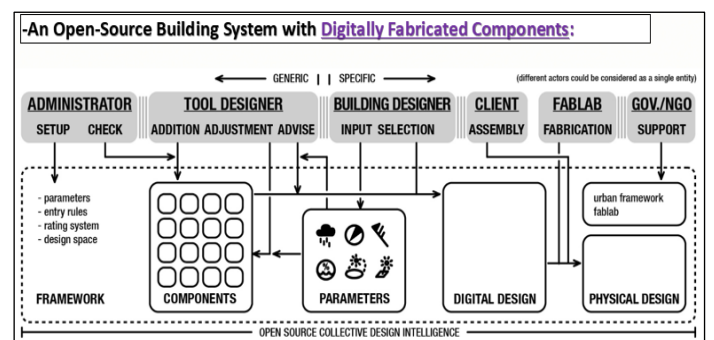 -An Open-Source Building System with Digitally Fabricated Components:
GENERIC | | SPECIFIC
(different actors could be considered as a single entity)
ADMINISTRATOR
SETUP CHECK
TOOL DESIGNER
ADDITION ADJUSTMENT ADVISE
BUILDING DESIGNER
INPUT SELECTION
CLIENT
ASSEMBLY
FABLAB
FABRICATION
GOV./NGO
SUPPORT
- parameters
- entry rules
- rating system
- design space
FRAMEWORK
COMPONENTS
PARAMETERS
DIGITAL DESIGN
urban framework
fablab
PHYSICAL DESIGN
OPEN SOURCE COLLECTIVE DESIGN INTELLIGENCE